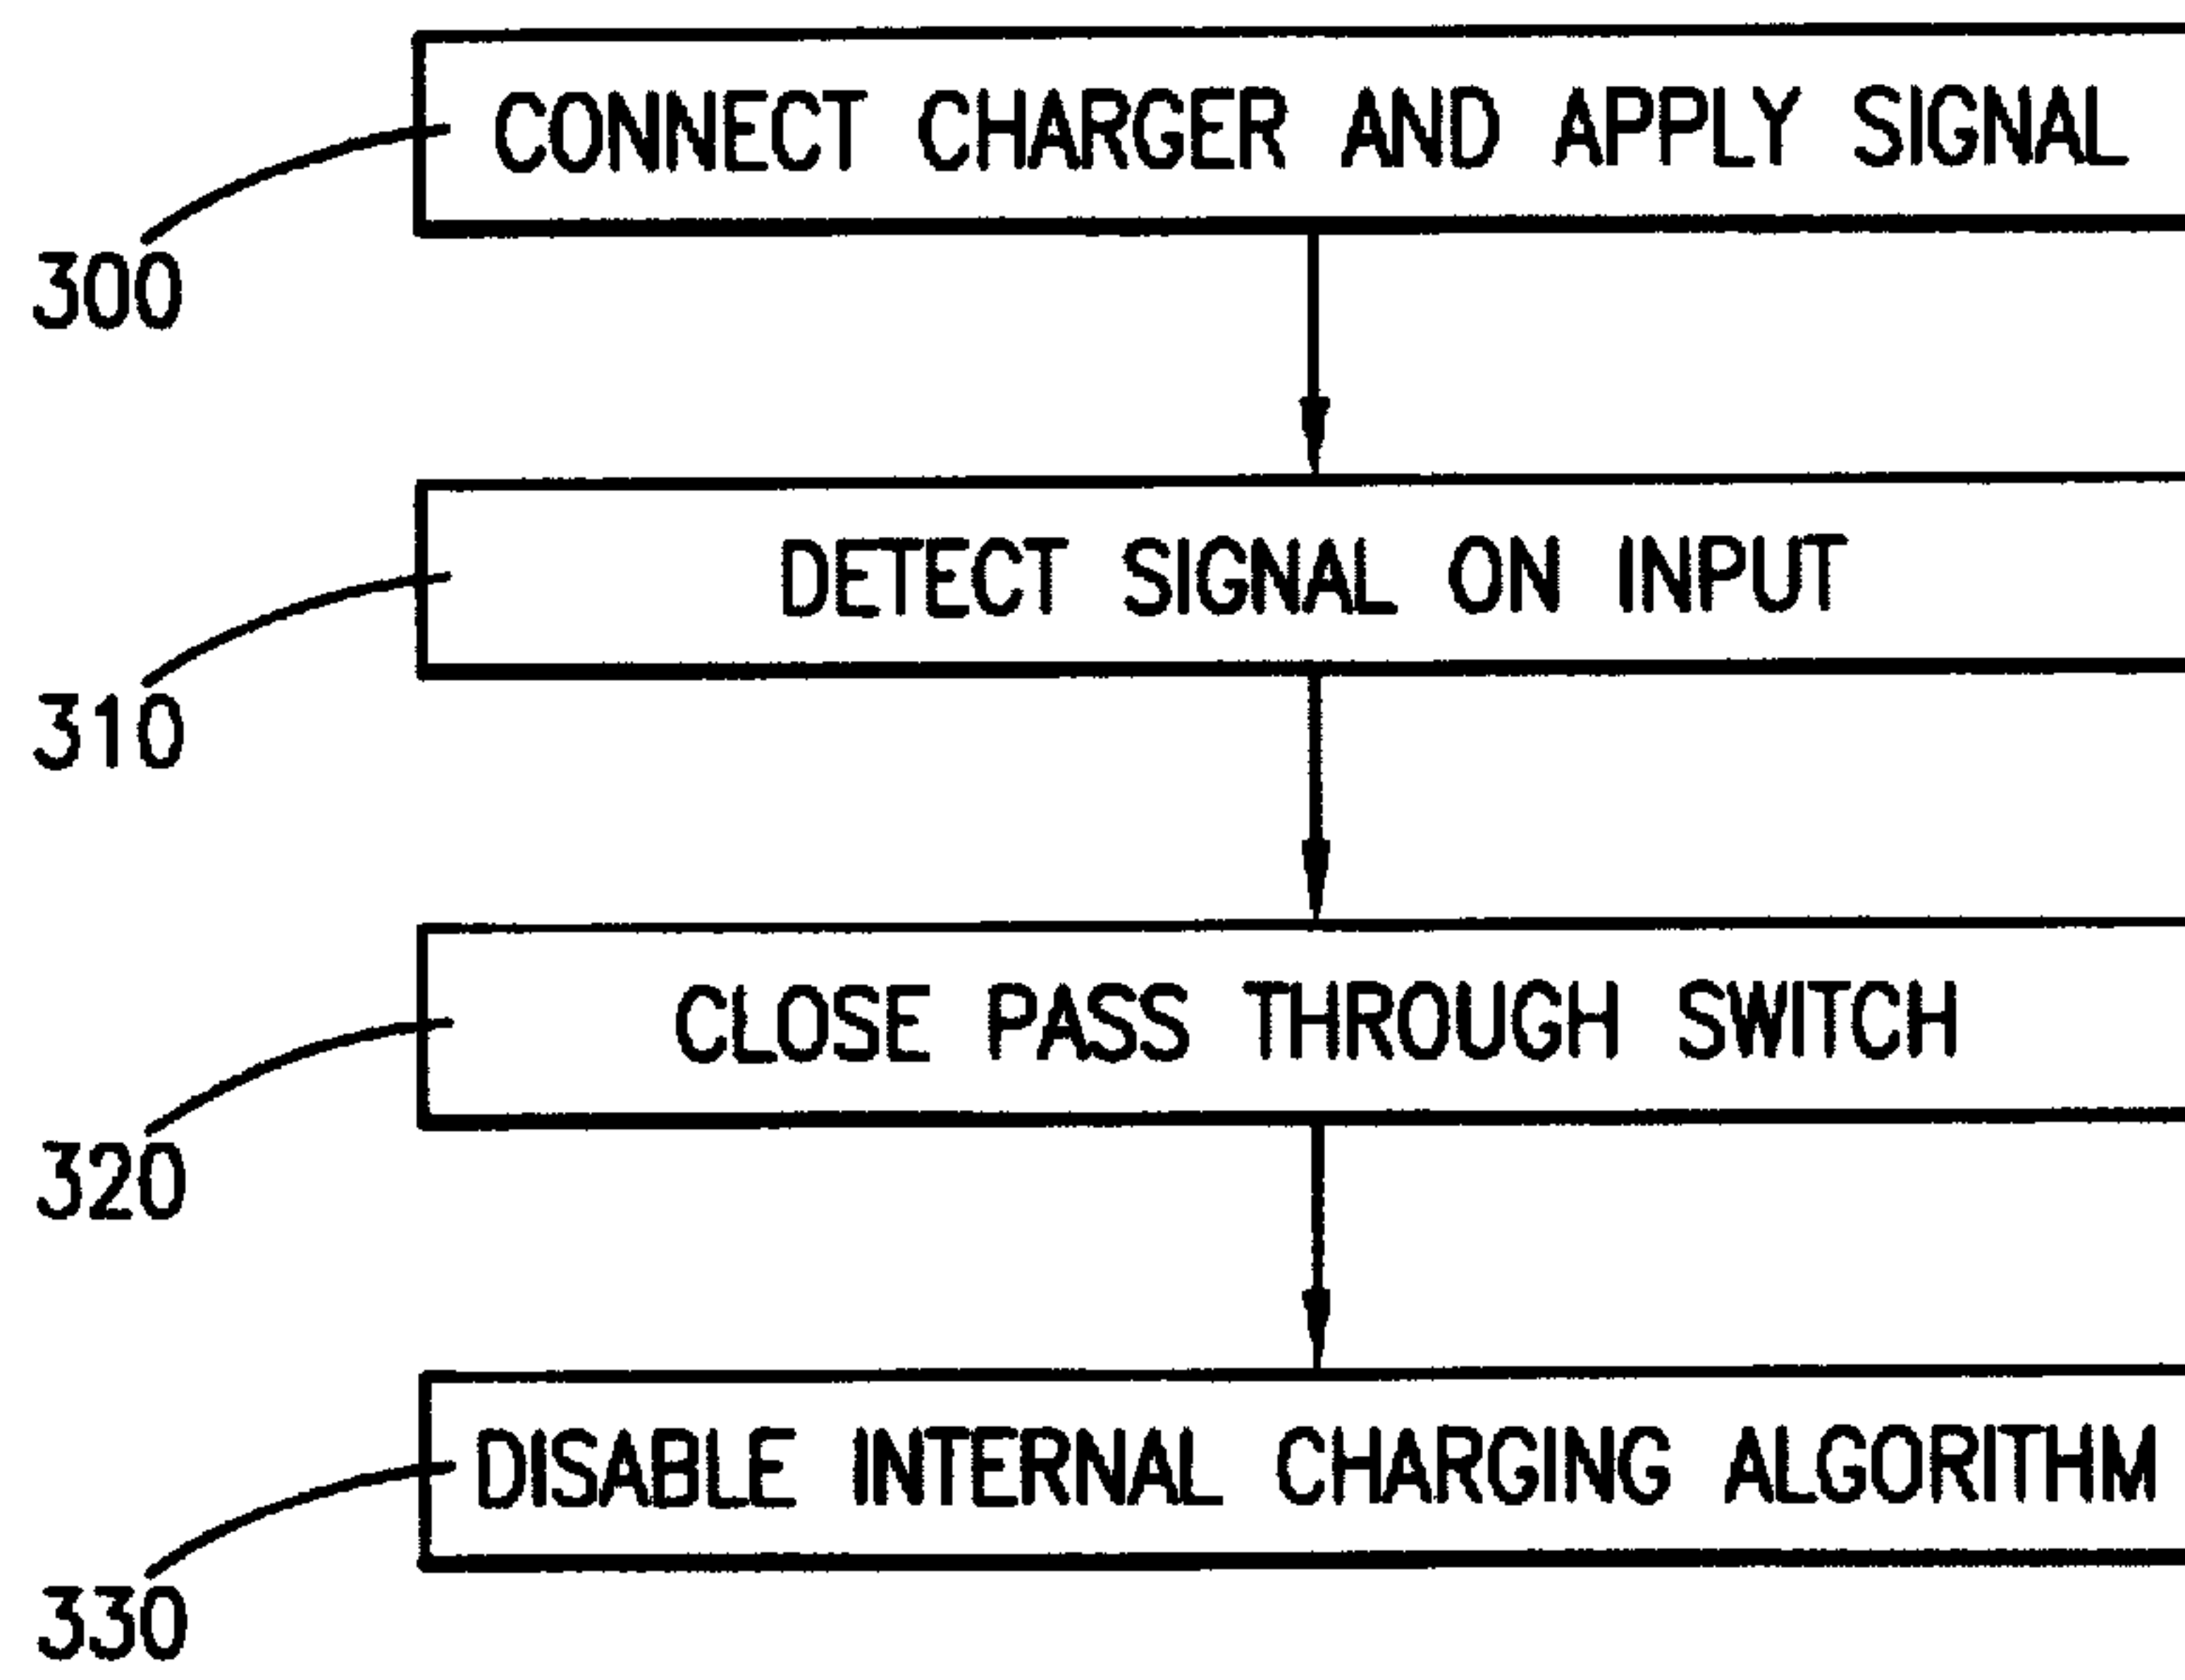 CONNECT CHARGER AND APPLY SIGNAL
300
DETECT SIGNAL ON INPUT
310
CLOSE PASS THROUGH SWITCH
320
DISABLE INTERNAL CHARGING ALGORITHM
330